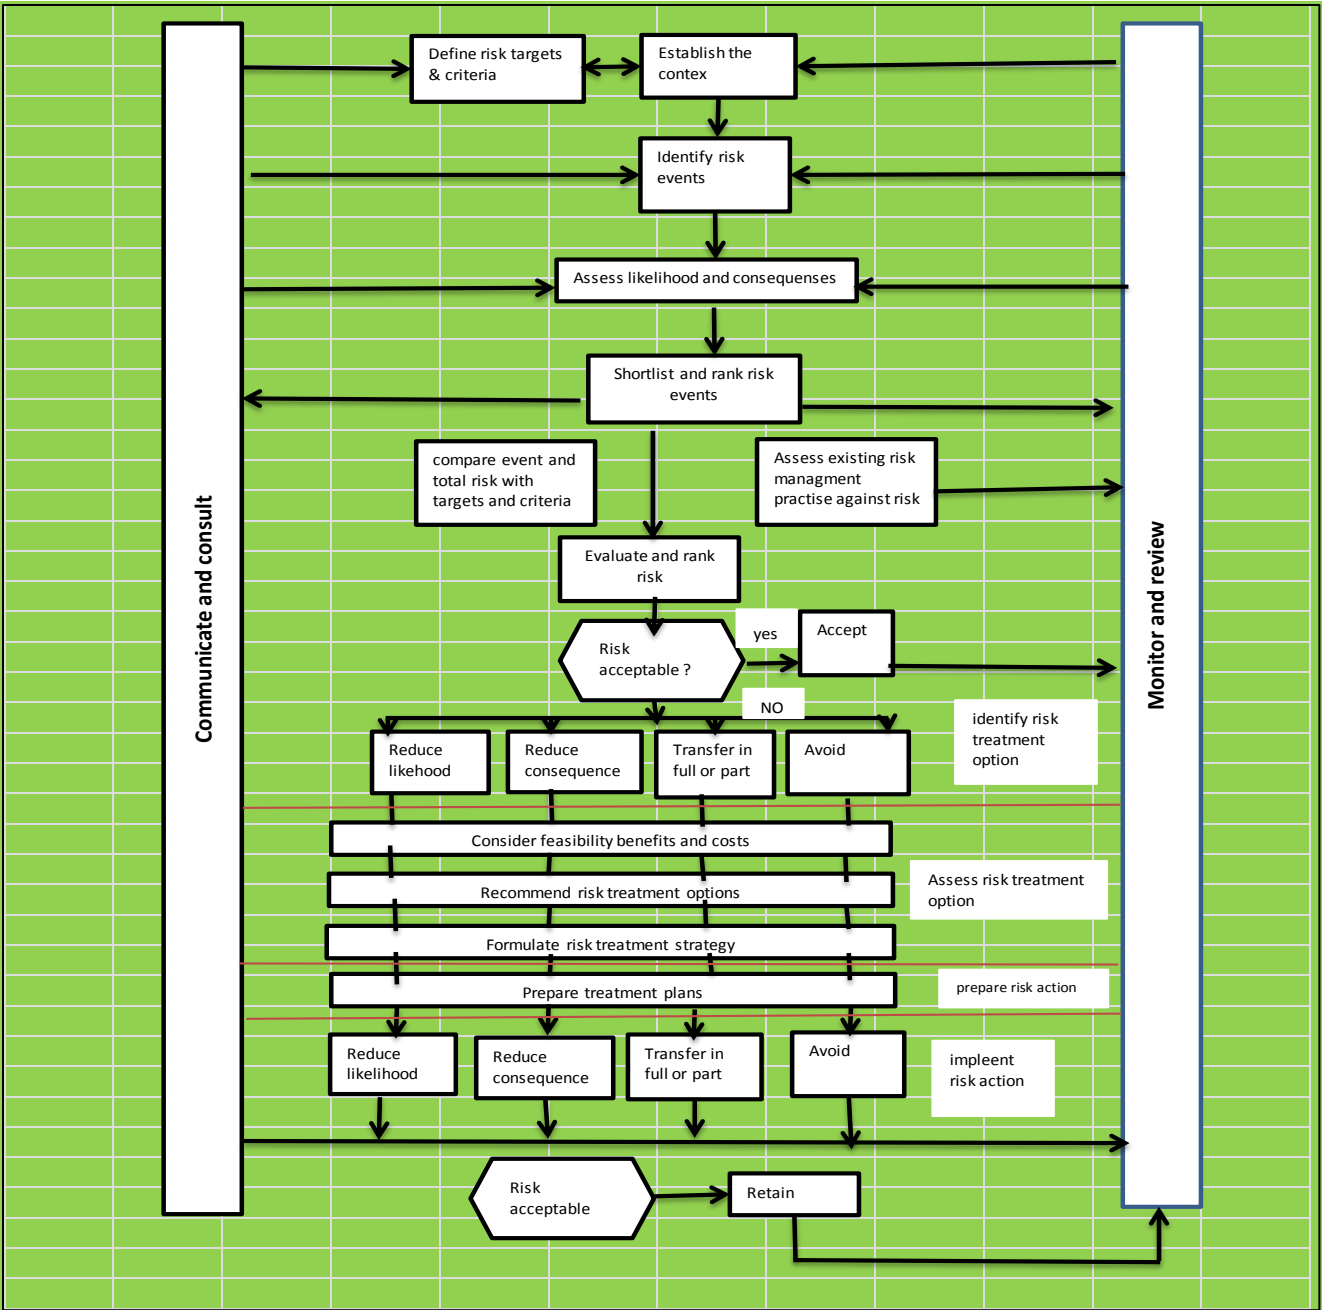 Define risk targets
& criteria
Establish the
contex
Identify risk
events
Assess likelihood and consequenses
Shortlist and rank risk
events
compare event and
total risk with
targets and criteria
Assess existing risk
managment
practise against risk
Communicate and consult
Monitor and review
Evaluate and rank
risk
Risk
acceptable ?
yes
Accept
NO
identify risk
treatment
option
Reduce
likehood
Reduce
consequence
Transfer in
full or part
Avoid
Consider feasibility benefits and costs
Recommend risk treatment options
Assess risk treatment
option
Formulate risk treatment strategy
Prepare treatment plans
prepare risk action
Reduce
likelihood
Reduce
consequence
Transfer in
full or part
Avoid
impleent
risk action
Risk
acceptable
Retain